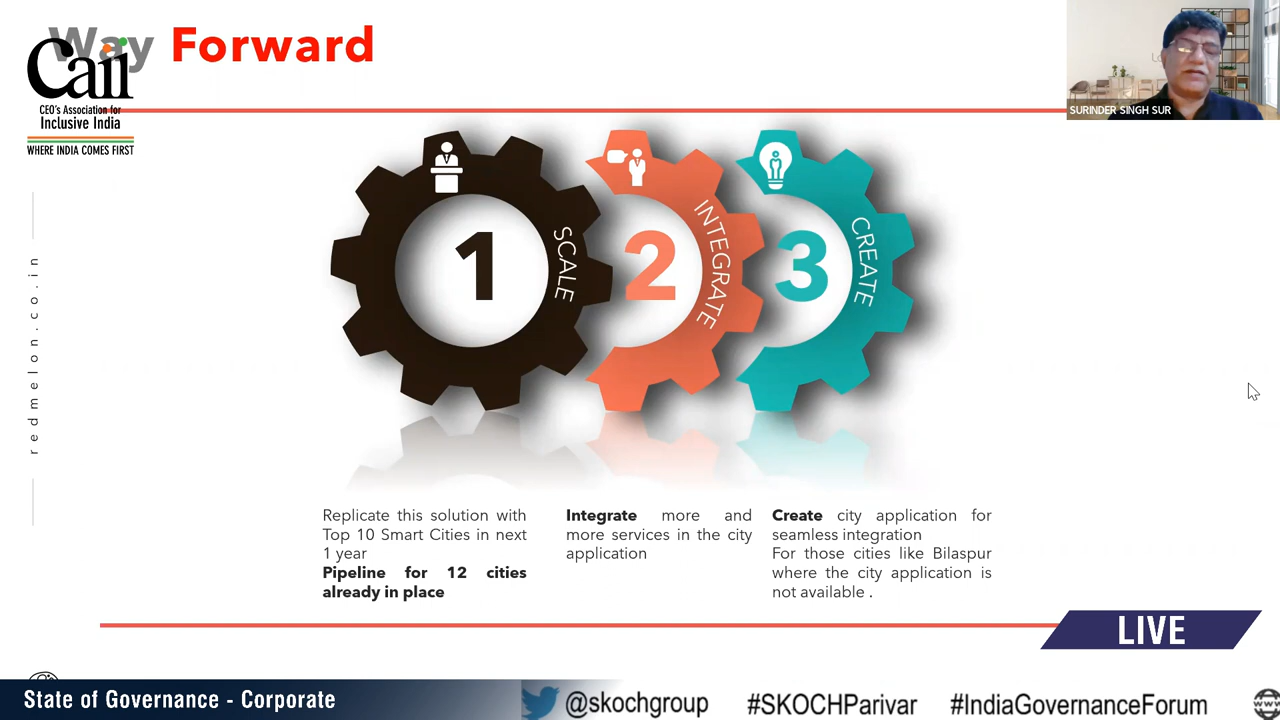 Way Forward
Caii
CEO's Association for
Inclusive India
WHERE INDIA COMES FIRST
SURINDER SINGH SUR
redmelon.co.in
1
SCALE
2
INTEGRATE
3
CREATE
Replicate this solution with
Top 10 Smart Cities in next
1 year
Pipeline for 12 cities
already in place
Integrate more and
more services in the city
application
Create city application for
seamless integration
For those cities like Bilaspur
where the city application is
not available .
LIVE
State of Governance - Corporate
@skochgroup
#SKOCHParivar
#IndiaGovernanceForum